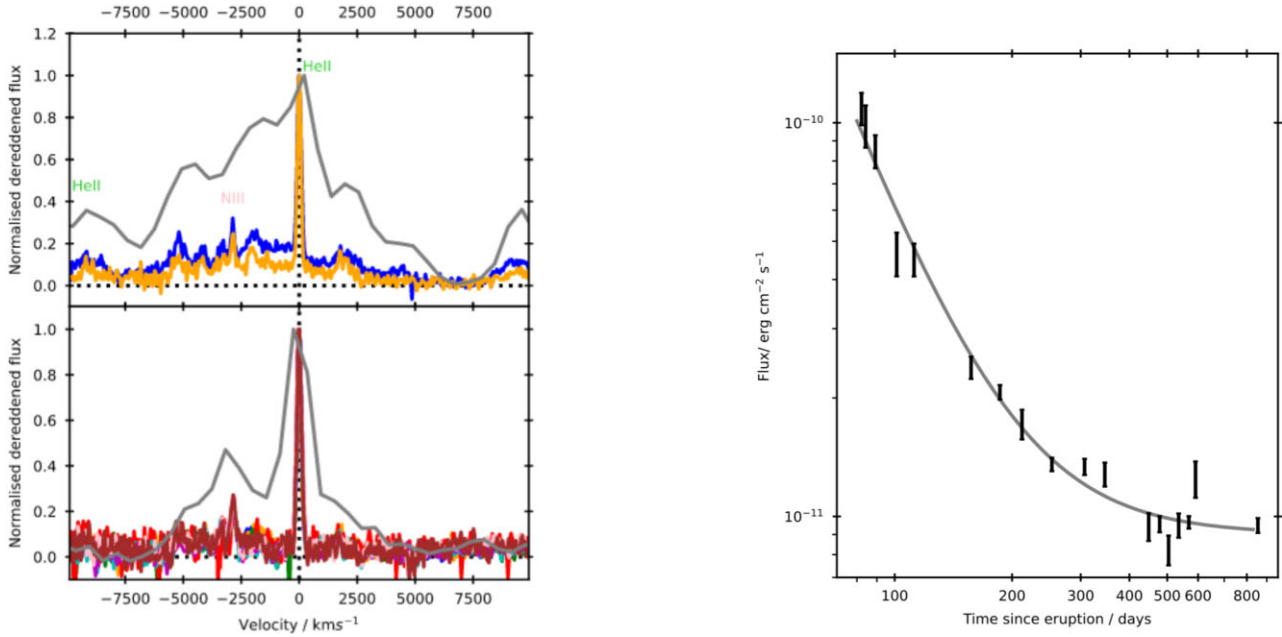 −7500 −5000 −2500 0 2500 5000 7500
1.2
1.0
0.8
0.6
0.4
0.2
0.0
Normalised dereddened flux
HeII
HeII
NIII
1.0
0.8
0.6
0.4
0.2
0.0
Normalised dereddened flux
−7500 −5000 −2500 0 2500 5000 7500
Velocity / kms⁻¹
10⁻¹⁰
10⁻¹¹
Flux/ erg cm⁻² s⁻¹
100 200 300 400 500 600 800
Time since eruption / days